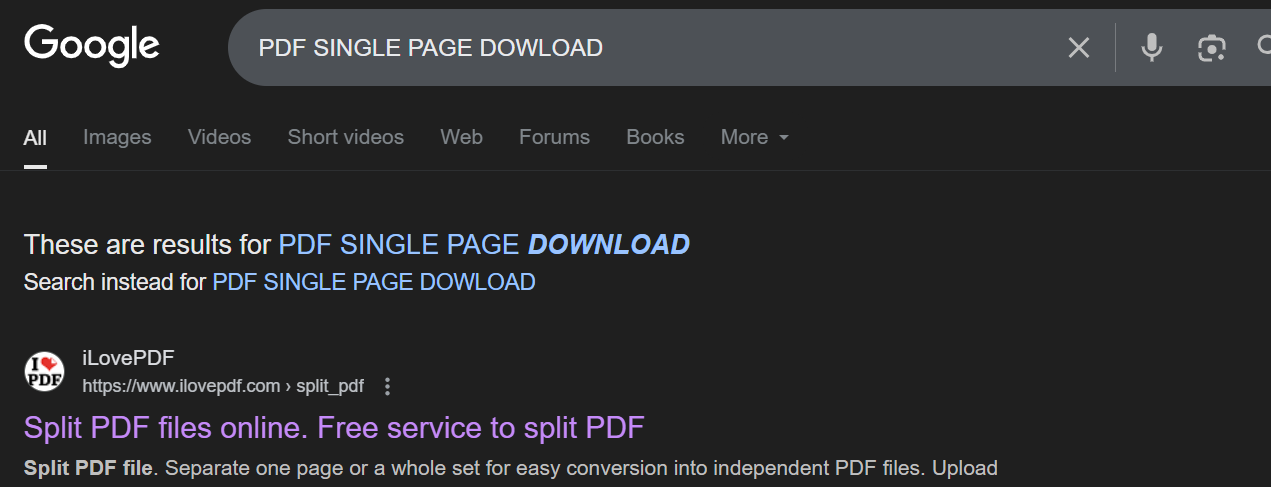 Google
PDF SINGLE PAGE DOWLOAD
All Images Videos Short videos Web Forums Books More
These are results for PDF SINGLE PAGE DOWNLOAD
Search instead for PDF SINGLE PAGE DOWLOAD
I PDF
iLovePDF
https://www.ilovepdf.com › split_pdf
Split PDF files online. Free service to split PDF
Split PDF file. Separate one page or a whole set for easy conversion into independent PDF files. Upload